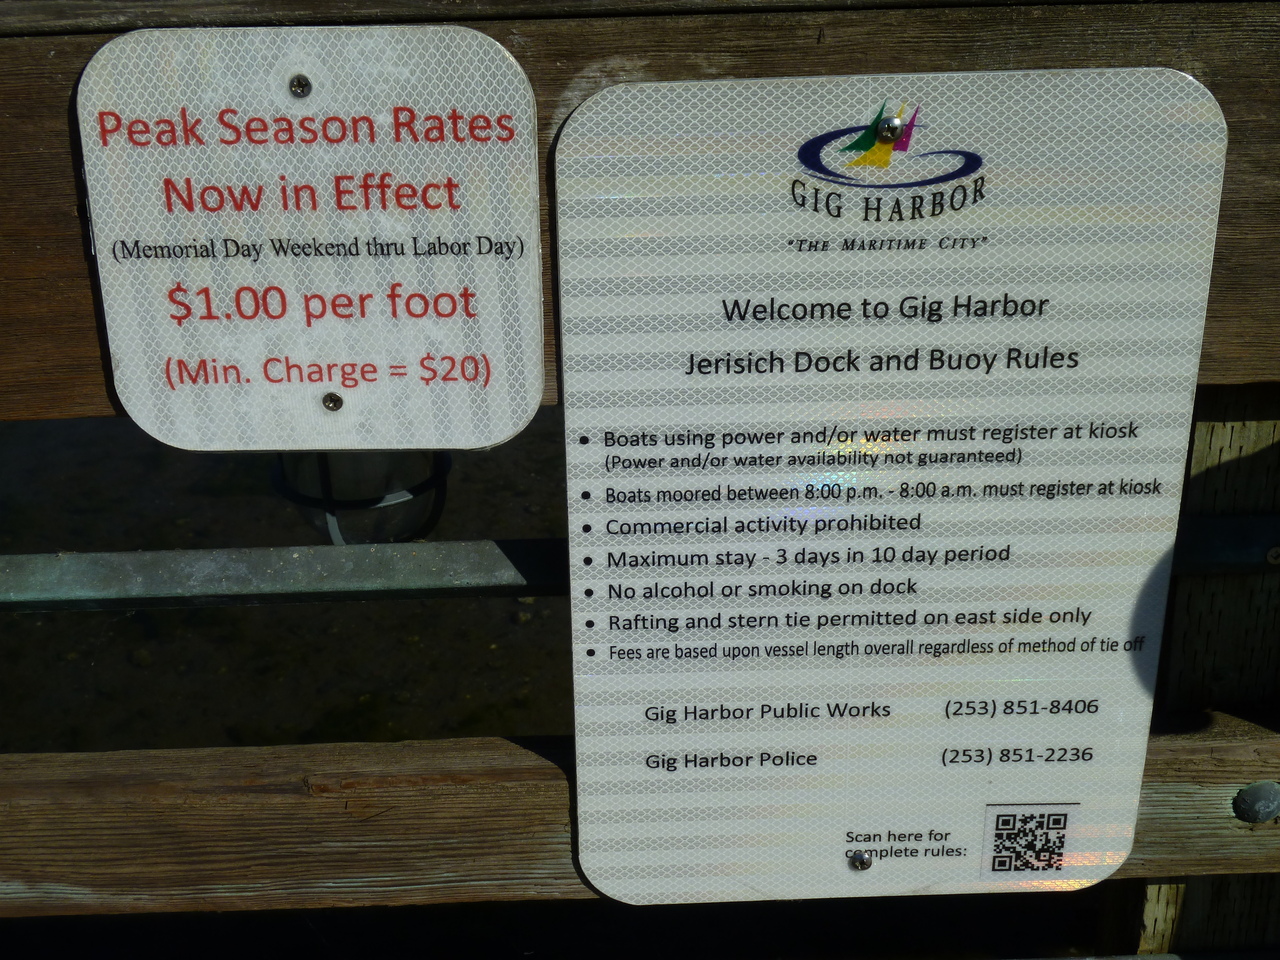 Peak Season Rates
Now in Effect
(Memorial Day Weekend thru Labor Day)
$1.00 per foot
(Min. Charge = $20)
GIG HARBOR
"THE MARITIME CITY"
Welcome to Gig Harbor
Jerisich Dock and Buoy Rules
• Boats using power and/or water must register at kiosk
(Power and/or water availability not guaranteed)
• Boats moored between 8:00 p.m. - 8:00 a.m. must register at kiosk
• Commercial activity prohibited
• Maximum stay - 3 days in 10 day period
• No alcohol or smoking on dock
• Rafting and stern tie permitted on east side only
• Fees are based upon vessel length overall regardless of method of tie off
Gig Harbor Public Works (253) 851-8406
Gig Harbor Police (253) 851-2236
Scan here for
complete rules: